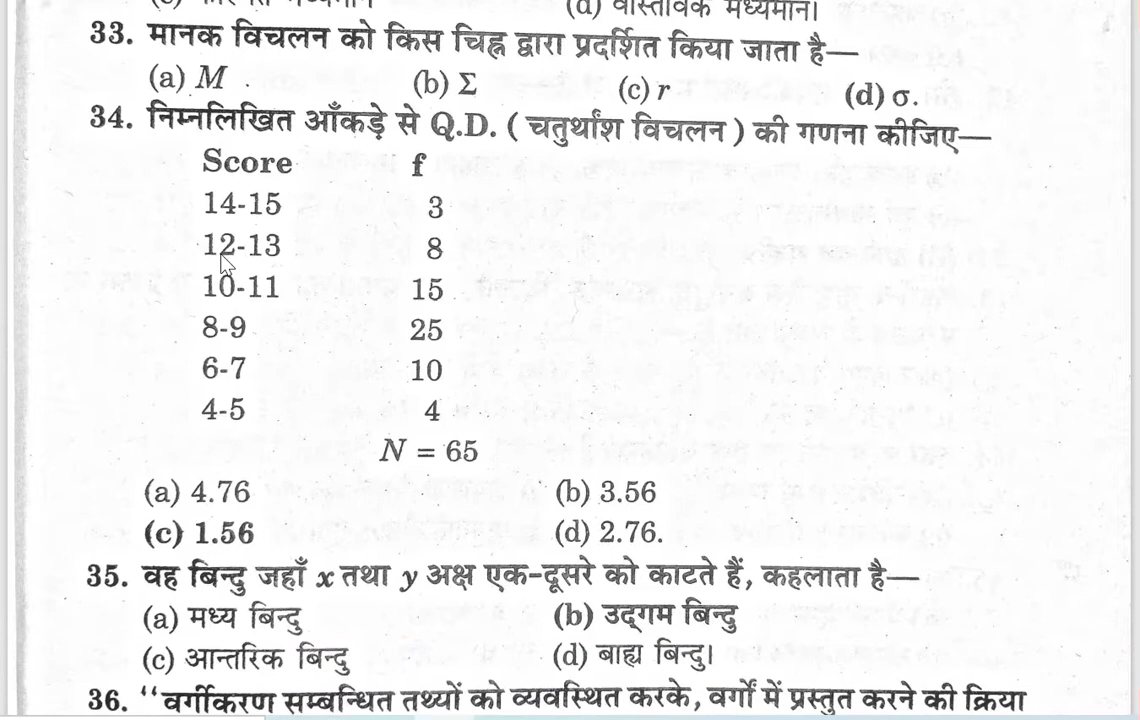 (d) वास्तविक मध्यमान।
33. मानक विचलन को किस चिह्न द्वारा प्रदर्शित किया जाता है—
(a) M (b) Σ (c) r (d) σ.
34. निम्नलिखित आँकड़े से Q.D. ( चतुर्थांश विचलन ) की गणना कीजिए—
Score f
14-15 3
12-13 8
10-11 15
8-9 25
6-7 10
4-5 4
N = 65
(a) 4.76 (b) 3.56
(c) 1.56 (d) 2.76.
35. वह बिन्दु जहाँ x तथा y अक्ष एक-दूसरे को काटते हैं, कहलाता है—
(a) मध्य बिन्दु (b) उद्गम बिन्दु
(c) आन्तरिक बिन्दु (d) बाह्य बिन्दु।
36. “वर्गीकरण सम्बन्धित तथ्यों को व्यवस्थित करके, वर्गों में प्रस्तुत करने की क्रिया